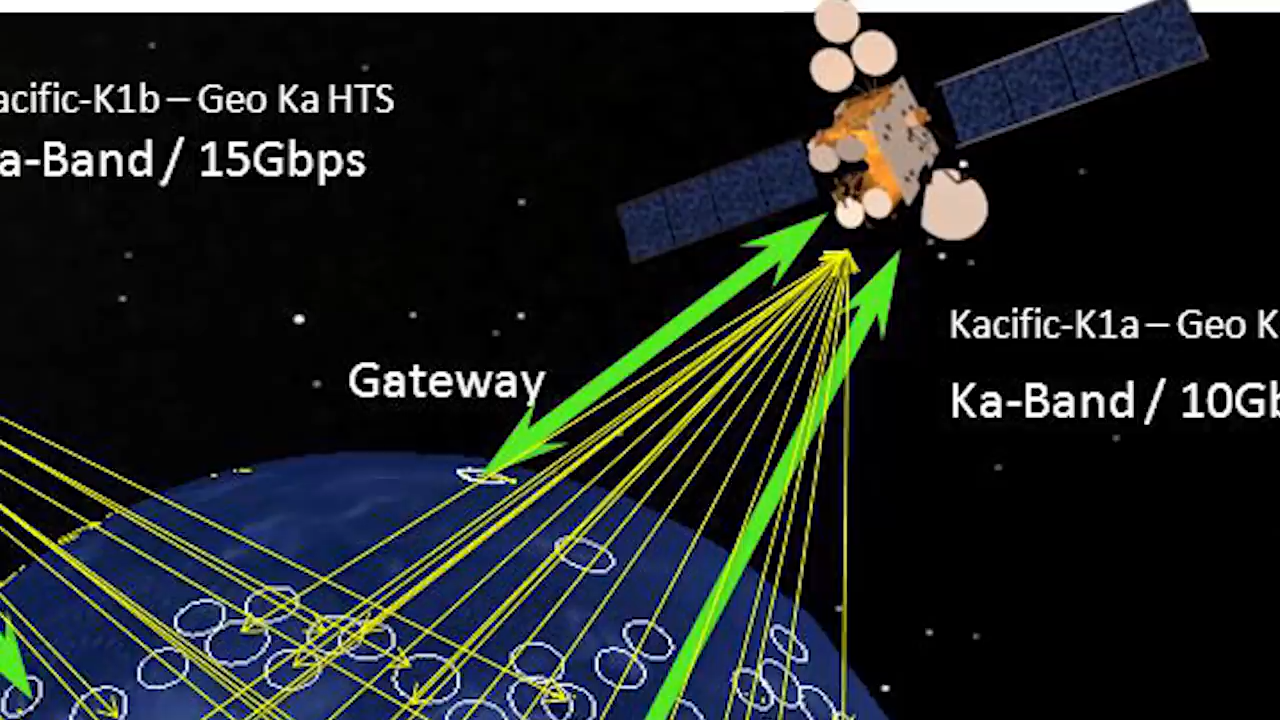 acific-K1b – Geo Ka HTS
a-Band / 15Gbps
Gateway
Kacific-K1a – Geo K
Ka-Band / 10Gb